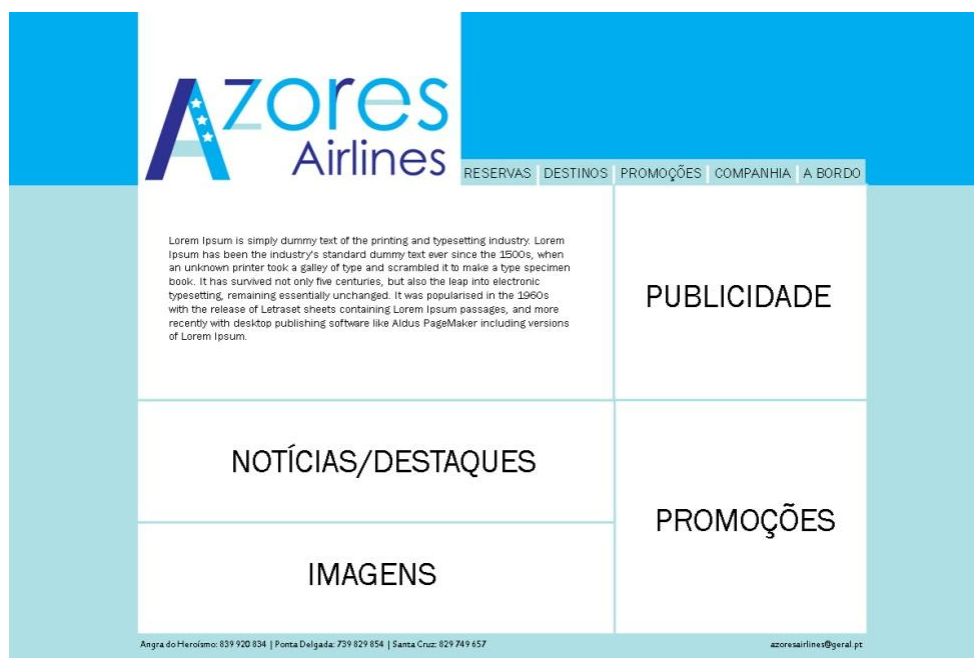 Azores
Airlines
RESERVAS DESTINOS PROMOÇÕES COMPANHIA A BORDO
Lorem Ipsum is simply dummy text of the printing and typesetting industry. Lorem
Ipsum has been the industry's standard dummy text ever since the 1500s, when
an unknown printer took a galley of type and scrambled it to make a type specimen
book. It has survived not only five centuries, but also the leap into electronic
typesetting, remaining essentially unchanged. It was popularised in the 1960s
with the release of Letraset sheets containing Lorem Ipsum passages, and more
recently with desktop publishing software like Aldus PageMaker including versions
of Lorem Ipsum.
PUBLICIDADE
NOTÍCIAS/DESTAQUES
PROMOÇÕES
IMAGENS
Angra do Heroísmo: 839 920 834 | Ponta Delgada: 739 829 854 | Santa Cruz: 829 749 657
azoresairlines@geral.pt